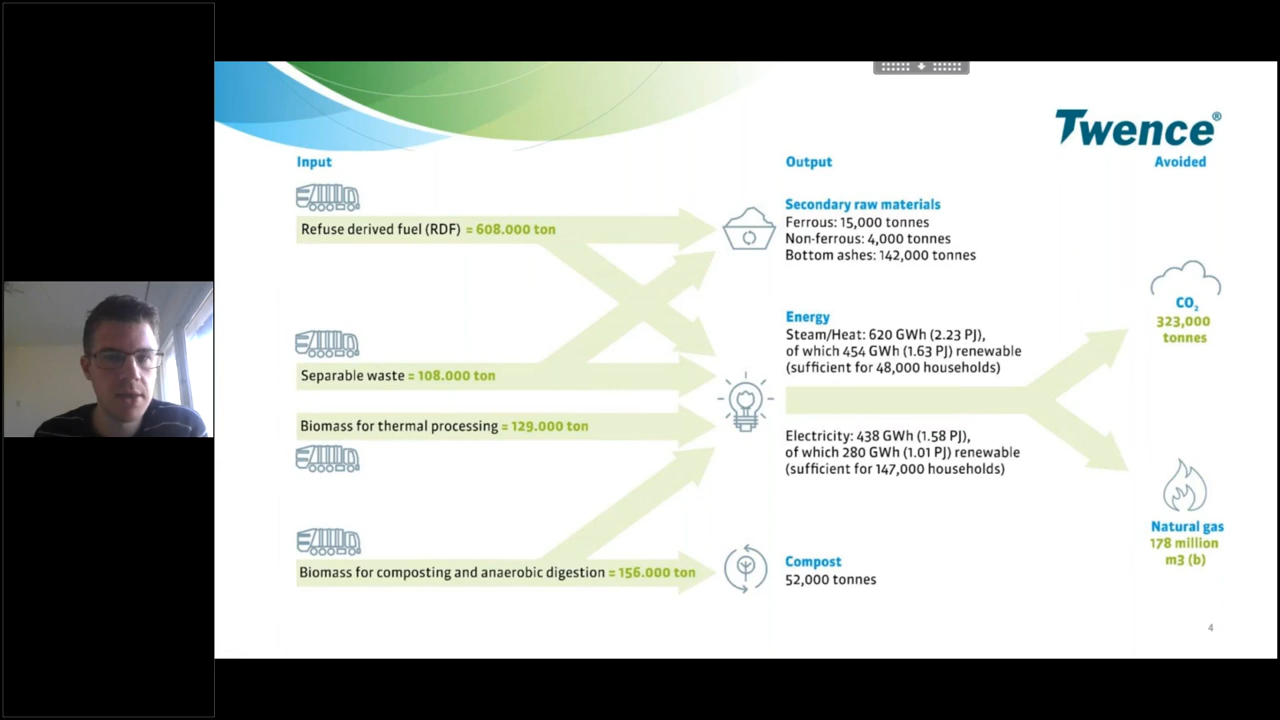 Twence®
Input
Output
Avoided
Refuse derived fuel (RDF) = 608.000 ton
Secondary raw materials
Ferrous: 15,000 tonnes
Non-ferrous: 4,000 tonnes
Bottom ashes: 142,000 tonnes
CO2
323,000
tonnes
Energy
Steam/Heat: 620 GWh (2.23 PJ),
of which 454 GWh (1.63 PJ) renewable
(sufficient for 48,000 households)
Separable waste = 108.000 ton
Biomass for thermal processing = 129.000 ton
Electricity: 438 GWh (1.58 PJ),
of which 280 GWh (1.01 PJ) renewable
(sufficient for 147,000 households)
Natural gas
178 million
m3 (b)
Biomass for composting and anaerobic digestion = 156.000 ton
Compost
52,000 tonnes
4